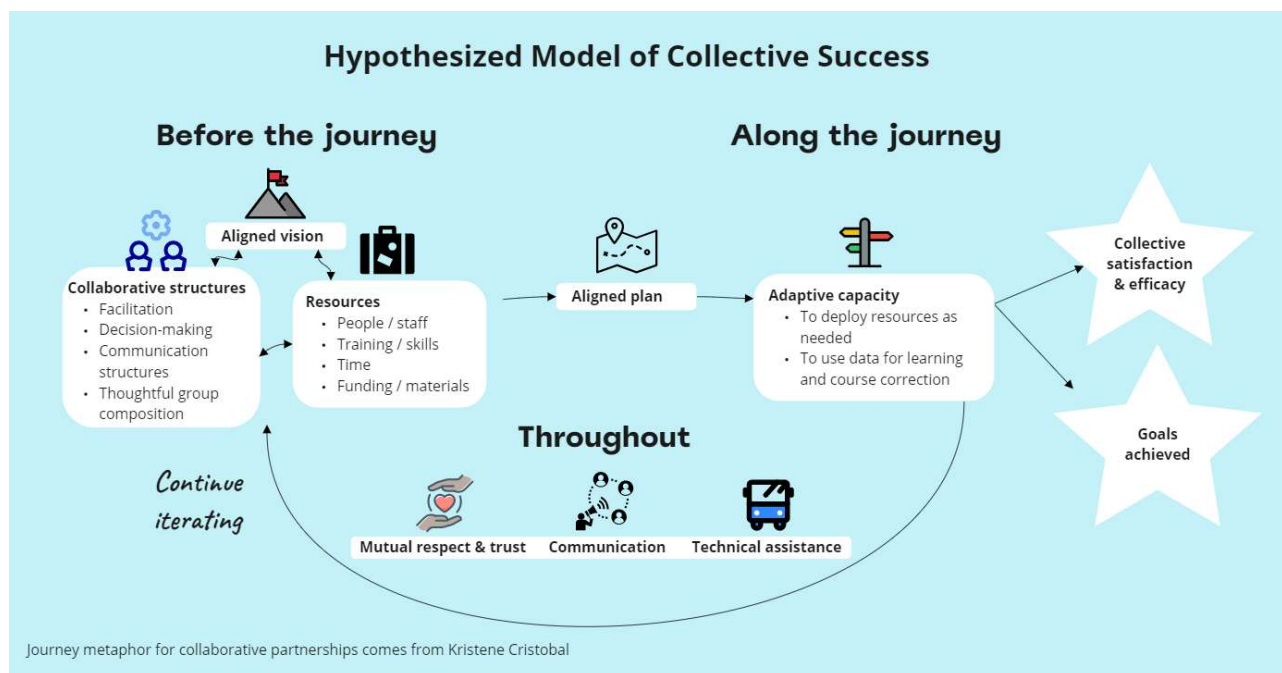 Hypothesized Model of Collective Success
Before the journey
Along the journey
Aligned vision
Collaborative structures
• Facilitation
• Decision-making
• Communication
structures
• Thoughtful group
composition
Resources
• People / staff
• Training / skills
• Time
• Funding / materials
Aligned plan
Adaptive capacity
• To deploy resources as
needed
• To use data for learning
and course correction
Collective
satisfaction
& efficacy
Goals
achieved
Throughout
Continue
iterating
Mutual respect & trust
Communication
Technical assistance
Journey metaphor for collaborative partnerships comes from Kristene Cristobal